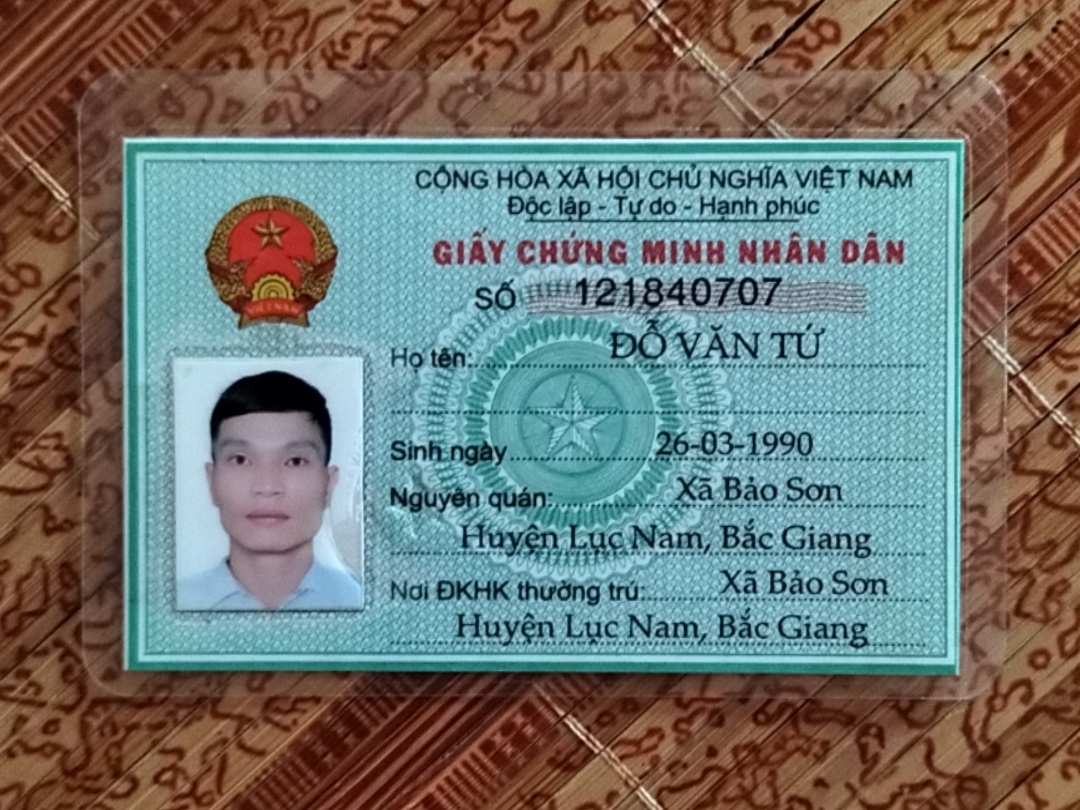 CỘNG HÒA XÃ HỘI CHỦ NGHĨA VIỆT NAM
Độc lập - Tự do - Hạnh phúc
GIẤY CHỨNG MINH NHÂN DÂN
SỐ 121840707
Họ tên: ĐỖ VĂN TỨ
Sinh ngày 26-03-1990
Nguyên quán: Xã Bảo Sơn
Huyện Lục Nam, Bắc Giang
Nơi ĐKHK thường trú: Xã Bảo Sơn
Huyện Lục Nam, Bắc Giang
VIỆT NAM